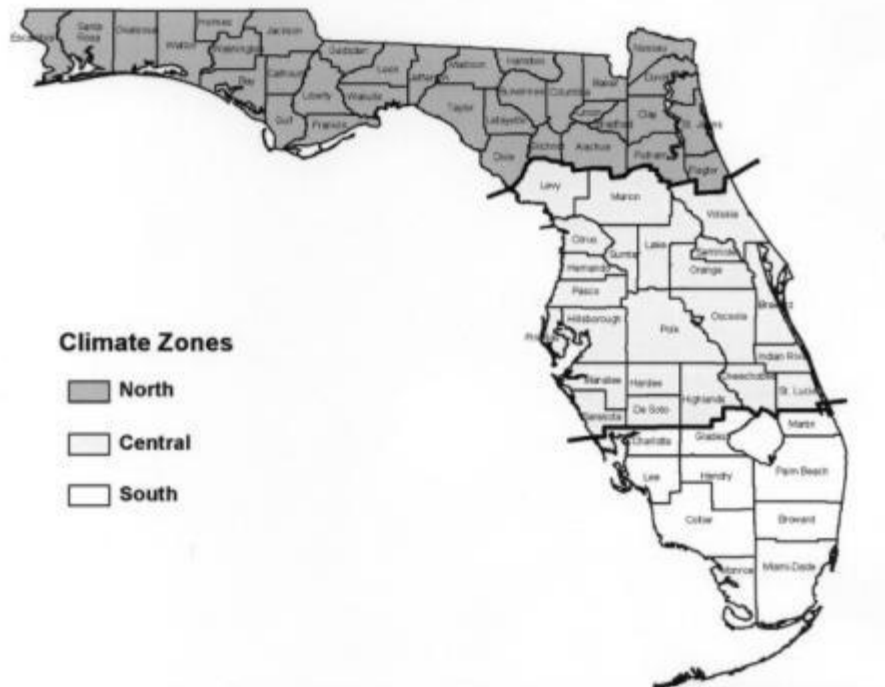 Escambia
Santa
Rosa
Okaloosa
Walton
Holmes
Washington
Jackson
Bay
Calhoun
Gulf
Liberty
Gadsden
Franklin
Leon
Wakulla
Jefferson
Madison
Taylor
Hamilton
Suwannee
Lafayette
Dixie
Columbia
Gilchrist
Baker
Union
Bradford
Alachua
Nassau
Duval
Clay
St. Johns
Putnam
Flagler
Levy
Marion
Volusia
Citrus
Sumter
Lake
Seminole
Hernando
Orange
Pasco
Brevard
Hillsborough
Osceola
Polk
Pinellas
Indian River
Manatee
Hardee
Okeechobee
Highlands
St. Lucie
Sarasota
De Soto
Martin
Charlotte
Glades
Lee
Hendry
Palm Beach
Collier
Broward
Monroe
Miami-Dade
Climate Zones
North
Central
South